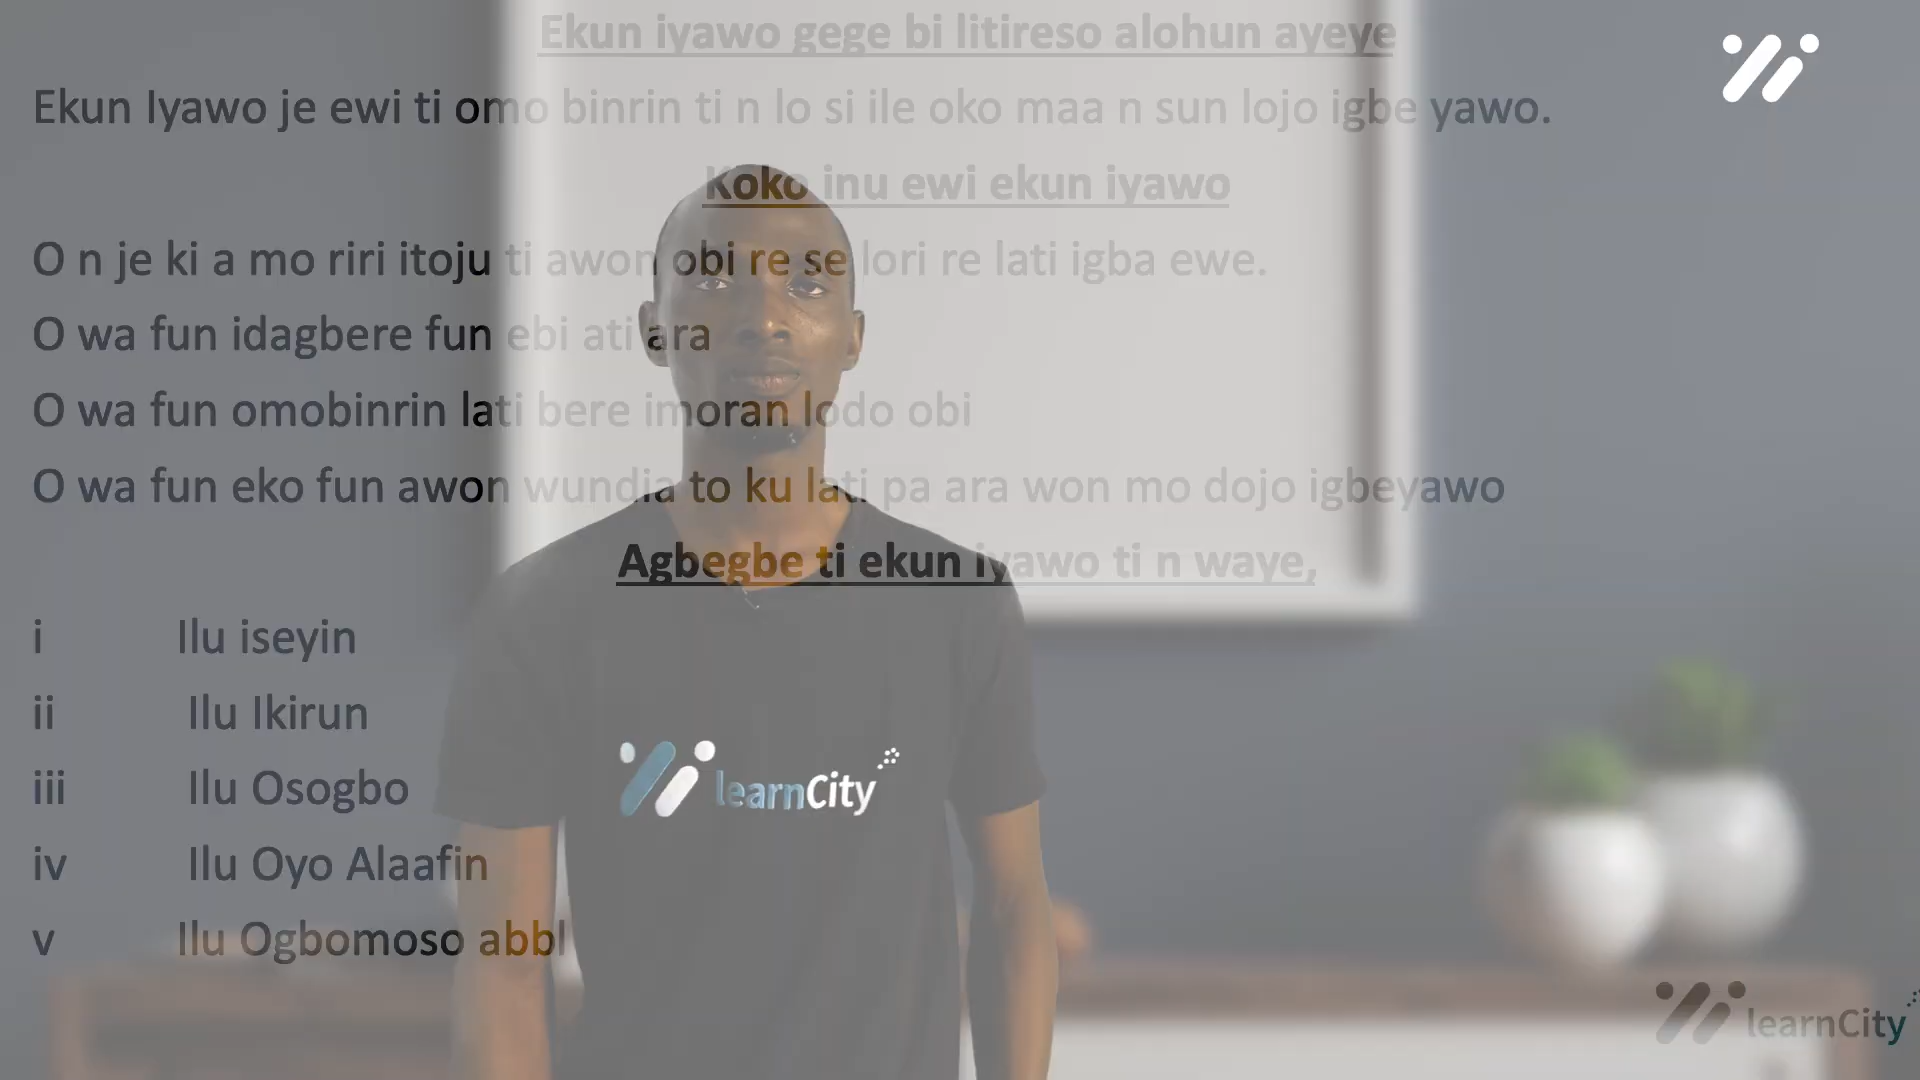 Ekun iyawo gege bi litireso alohun ayeye
Ekun Iyawo je ewi ti omo binrin ti n lo si ile oko maa n sun lojo igbe yawo.
Koko inu ewi ekun iyawo
O n je ki a mo riri itoju ti awon obi re se lori re lati igba ewe.
O wa fun idagbere fun ebi ati ara
O wa fun omobinrin lati bere imoran lodo obi
O wa fun eko fun awon wundia to ku lati pa ara won mo dojo igbeyawo
Agbegbe ti ekun iyawo ti n waye,
i Ilu iseyin
ii Ilu Ikirun
iii Ilu Osogbo
iv Ilu Oyo Alaafin
v Ilu Ogbomoso abbl
learnCity
learnCity